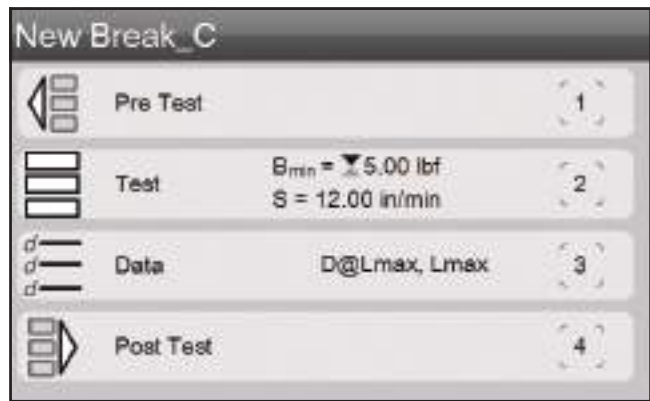 New Break_C
Pre Test 1
Test Bmin = 5.00 lbf 2
S = 12.00 in/min
d
d Data D@Lmax, Lmax 3
d
Post Test 4